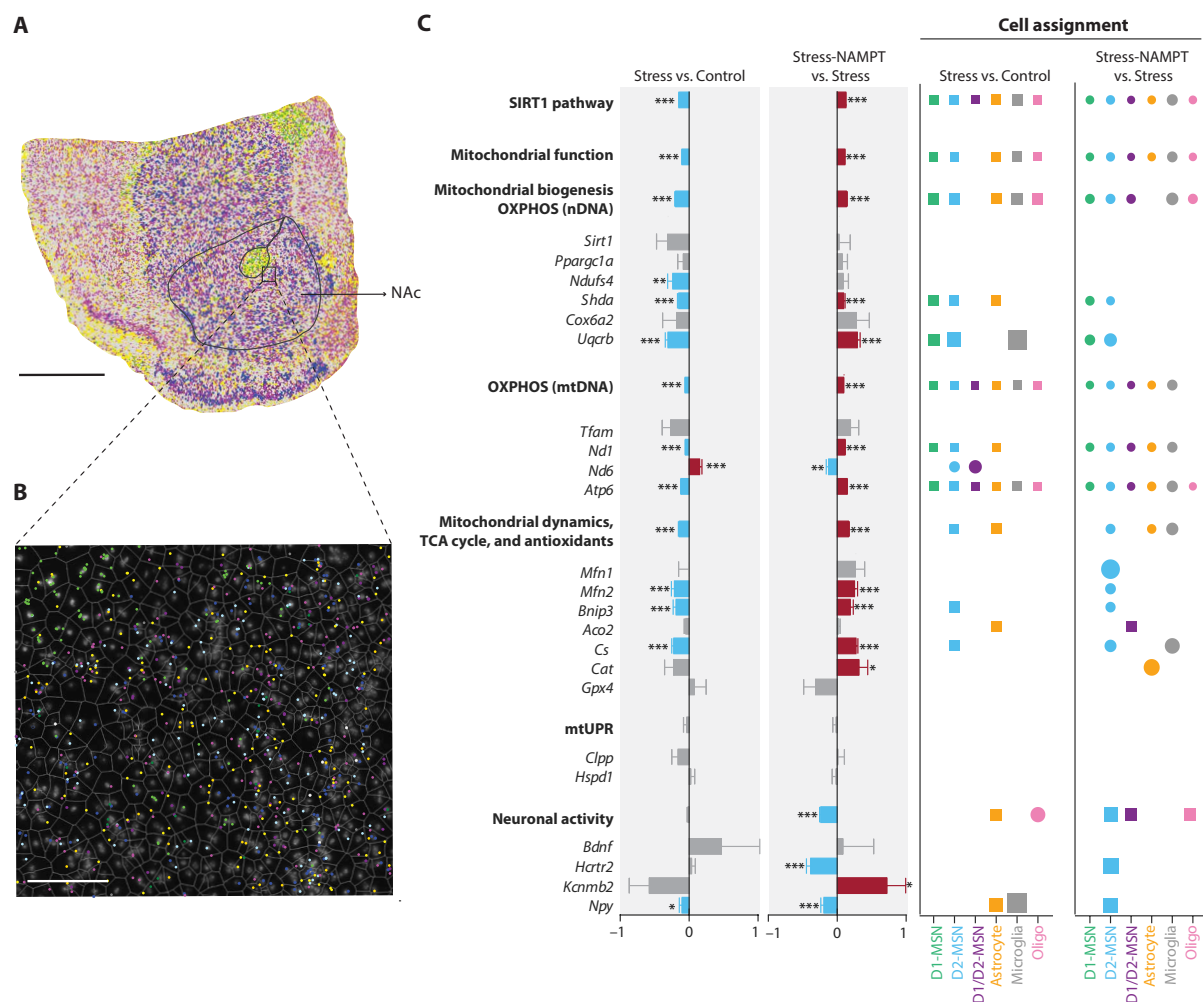 A
NAc
B
C
Cell assignment
Stress vs. Control
Stress-NAMPT
vs. Stress
Stress vs. Control
Stress-NAMPT
vs. Stress
SIRT1 pathway
*** ***
Mitochondrial function
*** ***
Mitochondrial biogenesis
OXPHOS (nDNA)
*** ***
Sirt1
Ppargc1a
Ndufs4
**
Shda
*** ***
Cox6a2
Uqcrb
*** ***
OXPHOS (mtDNA)
*** ***
Tfam
Nd1
*** ***
Nd6
*** **
Atp6
*** ***
Mitochondrial dynamics,
TCA cycle, and antioxidants
*** ***
Mfn1
Mfn2
*** ***
Bnip3
*** ***
Aco2
Cs
*** ***
Cat
*
Gpx4
mtUPR
Clpp
Hspd1
Neuronal activity
***
Bdnf
Hcrtr2
***
Kcnmb2
*
Npy
* ***
−1 0 1
−1 0 1
D1-MSN
D2-MSN
D1/D2-MSN
Astrocyte
Microglia
Oligo
D1-MSN
D2-MSN
D1/D2-MSN
Astrocyte
Microglia
Oligo